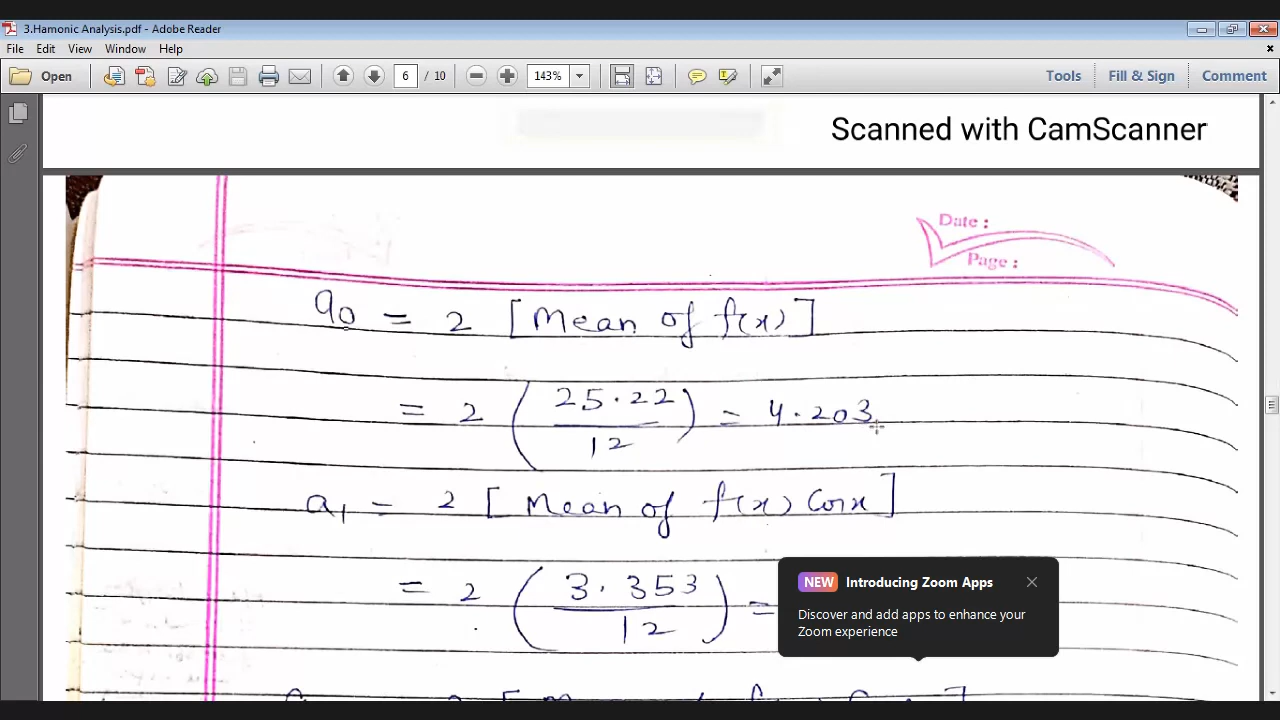 3.Hamonic Analysis.pdf - Adobe Reader
File Edit View Window Help
Open 6 / 10 143% Tools Fill & Sign Comment
Scanned with CamScanner
Date :
Page :
a0 = 2 [Mean of f(x)]
= 2 (25.22/12) = 4.203
a1 = 2 [Mean of f(x) Cosx]
= 2 (3.353/12) =
NEW Introducing Zoom Apps
Discover and add apps to enhance your
Zoom experience